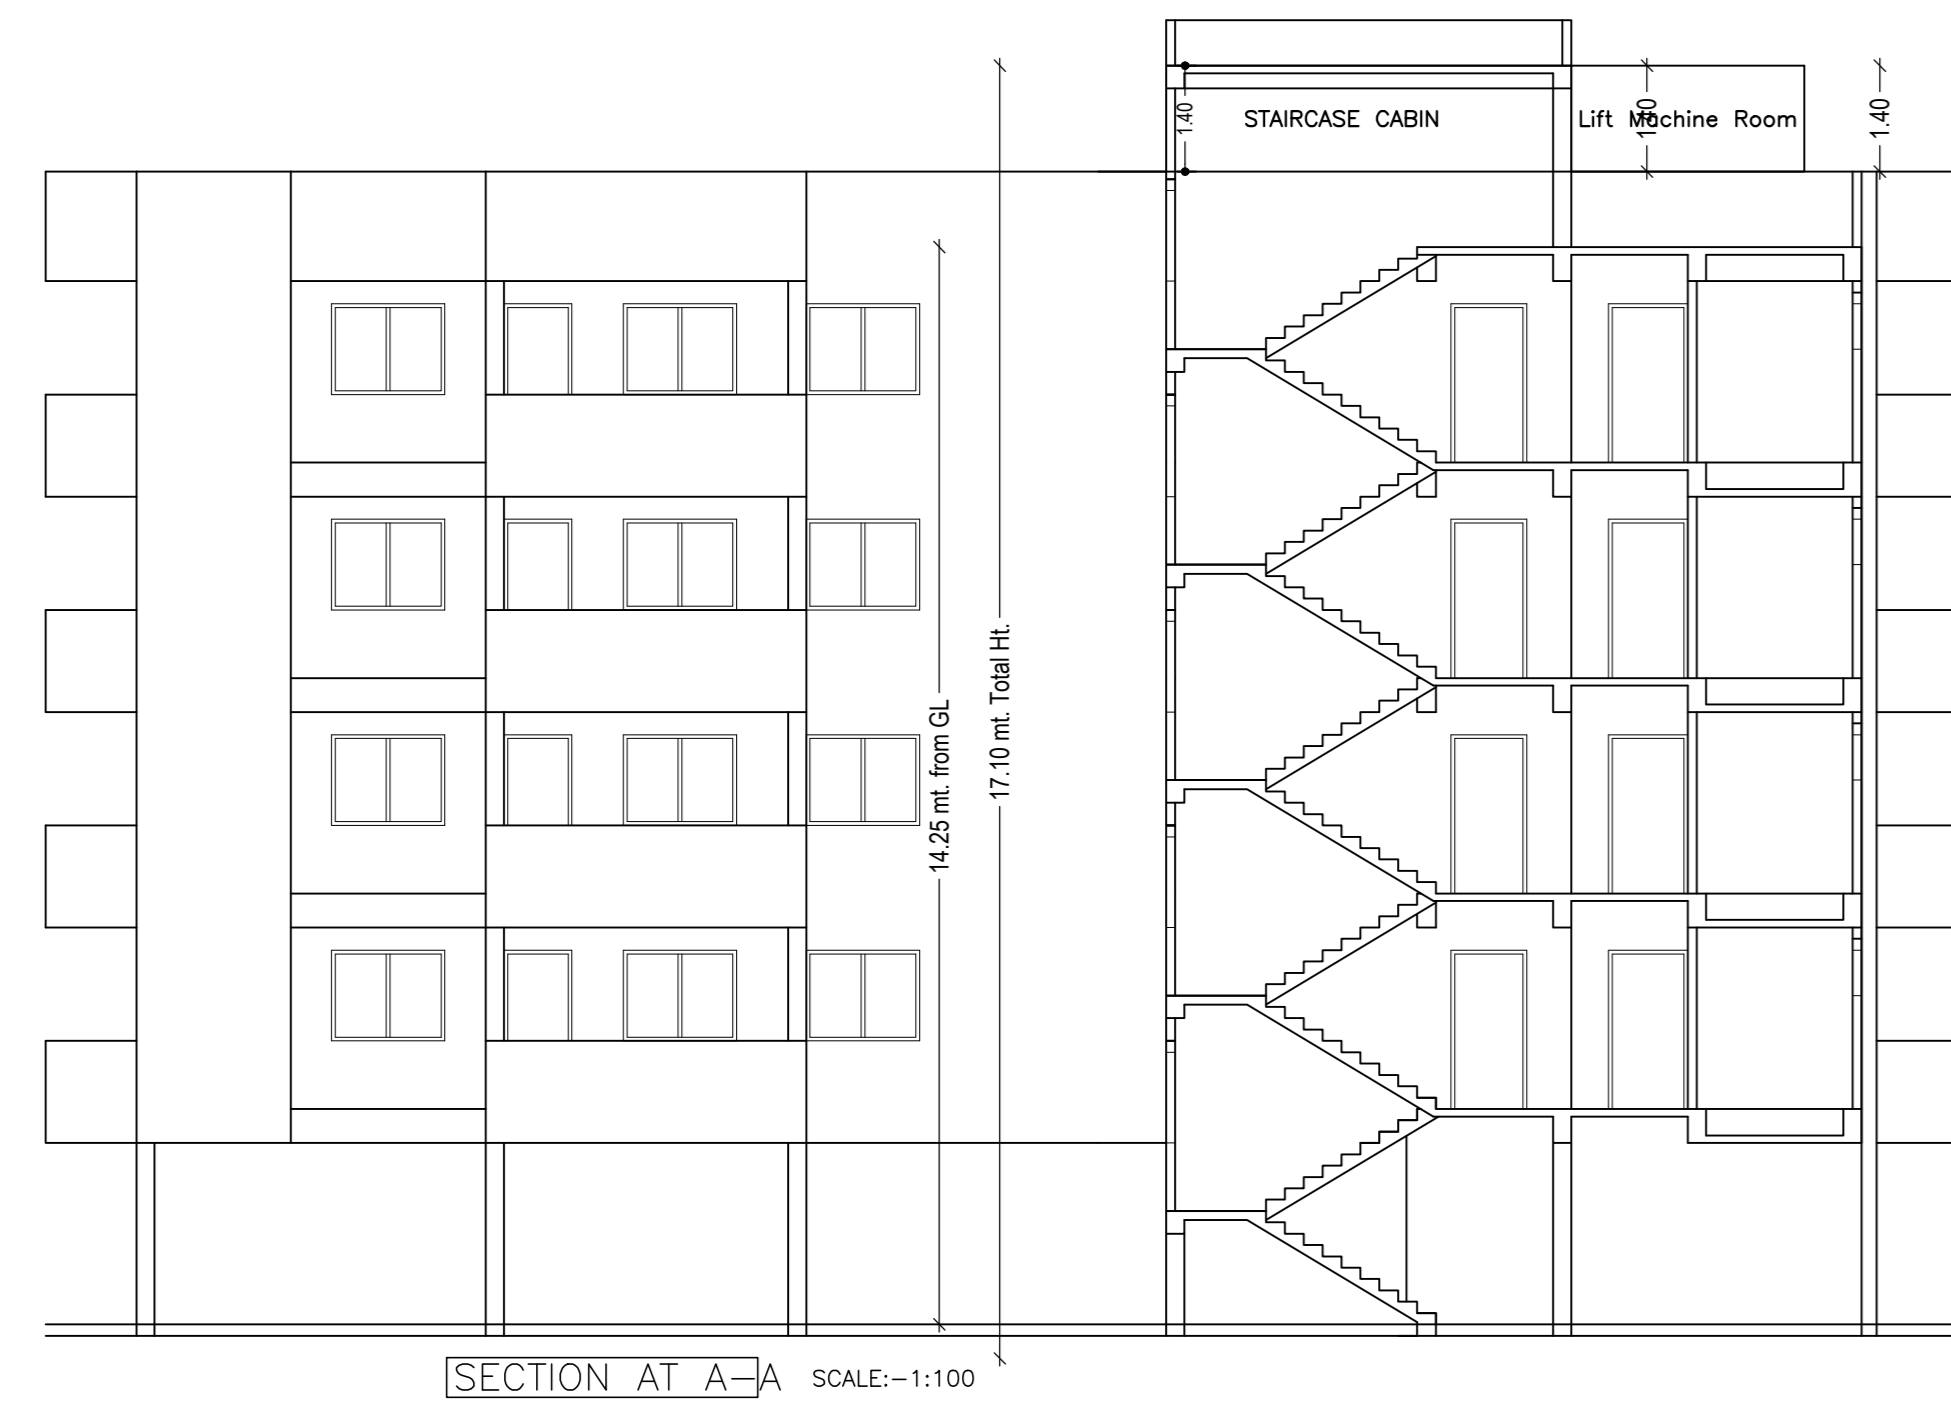 1.40
STAIRCASE CABIN
Lift Machine Room
1.40
1.40
14.25 mt. from GL
17.10 mt. Total Ht.
SECTION AT A-A SCALE:-1:100